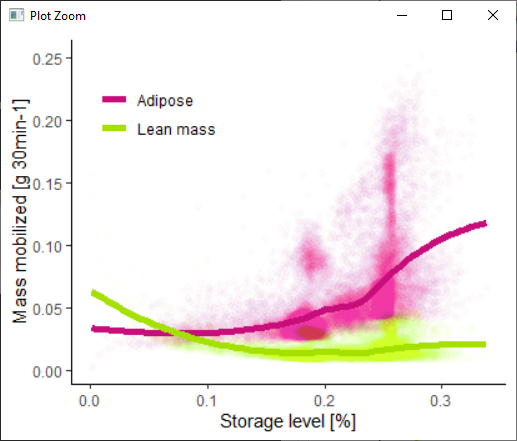 Plot Zoom
0.25
0.20
0.15
0.10
0.05
0.00
Mass mobilized [g 30min-1]
Adipose
Lean mass
0.0 0.1 0.2 0.3
Storage level [%]